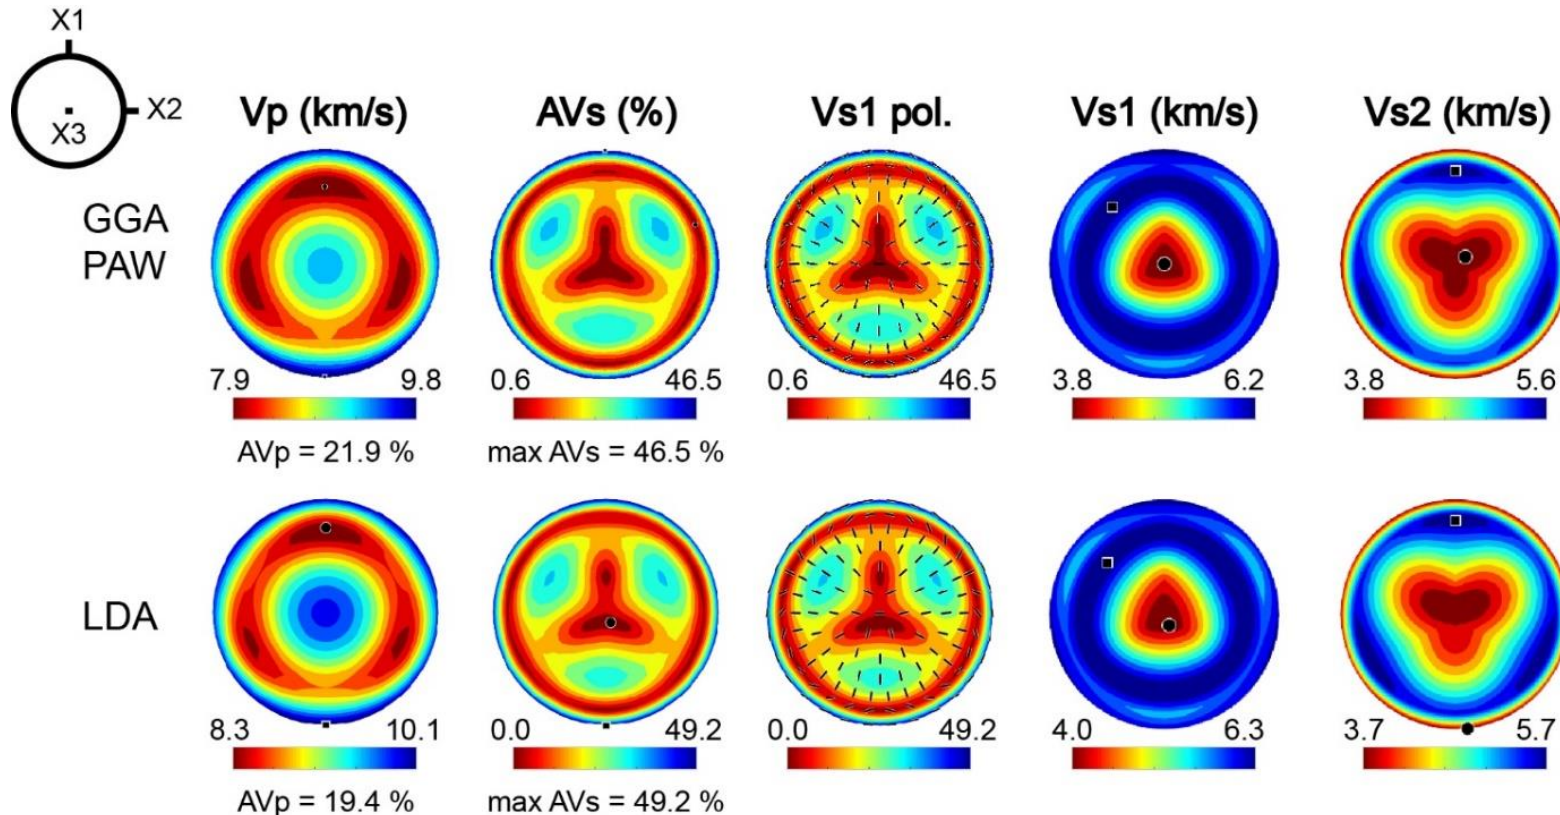 X1
X2
X3
Vp (km/s)
AVs (%)
Vs1 pol.
Vs1 (km/s)
Vs2 (km/s)
GGA
PAW
7.9 9.8
0.6 46.5
0.6 46.5
3.8 6.2
3.8 5.6
AVp = 21.9 %
max AVs = 46.5 %
LDA
8.3 10.1
0.0 49.2
0.0 49.2
4.0 6.3
3.7 5.7
AVp = 19.4 %
max AVs = 49.2 %